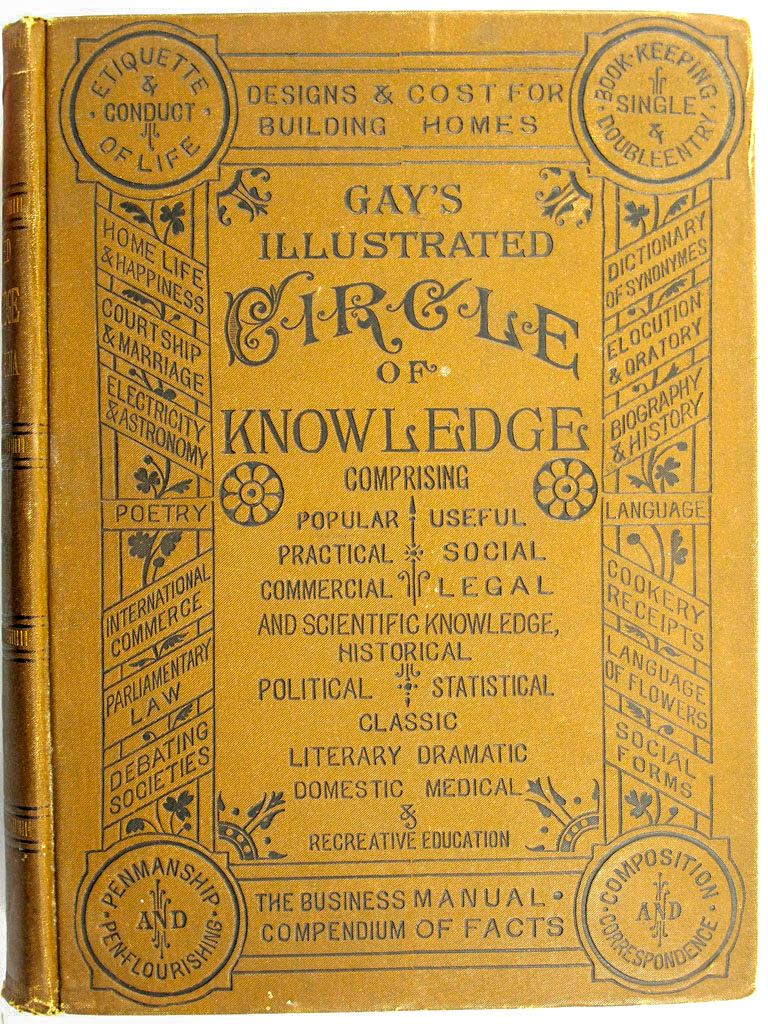 ETIQUETTE
&
CONDUCT
OF LIFE
DESIGNS & COST FOR
BUILDING HOMES
BOOK-KEEPING
SINGLE
&
DOUBLE ENTRY
GAY'S
ILLUSTRATED
CIRCLE
OF
KNOWLEDGE
COMPRISING
POPULAR USEFUL
PRACTICAL SOCIAL
COMMERCIAL LEGAL
AND SCIENTIFIC KNOWLEDGE,
HISTORICAL
POLITICAL STATISTICAL
CLASSIC
LITERARY DRAMATIC
DOMESTIC MEDICAL
&
RECREATIVE EDUCATION
HOME LIFE
& HAPPINESS
COURTSHIP
& MARRIAGE
ELECTRICITY
& ASTRONOMY
POETRY
INTERNATIONAL
COMMERCE
PARLIAMENTARY
LAW
DEBATING
SOCIETIES
DICTIONARY
OF SYNONYMES
ELOCUTION
& ORATORY
BIOGRAPHY
& HISTORY
LANGUAGE
COOKERY
RECEIPTS
LANGUAGE
OF FLOWERS
SOCIAL
FORMS
PENMANSHIP
AND
PEN-FLOURISHING
THE BUSINESS MANUAL
COMPENDIUM OF FACTS
COMPOSITION
AND
CORRESPONDENCE